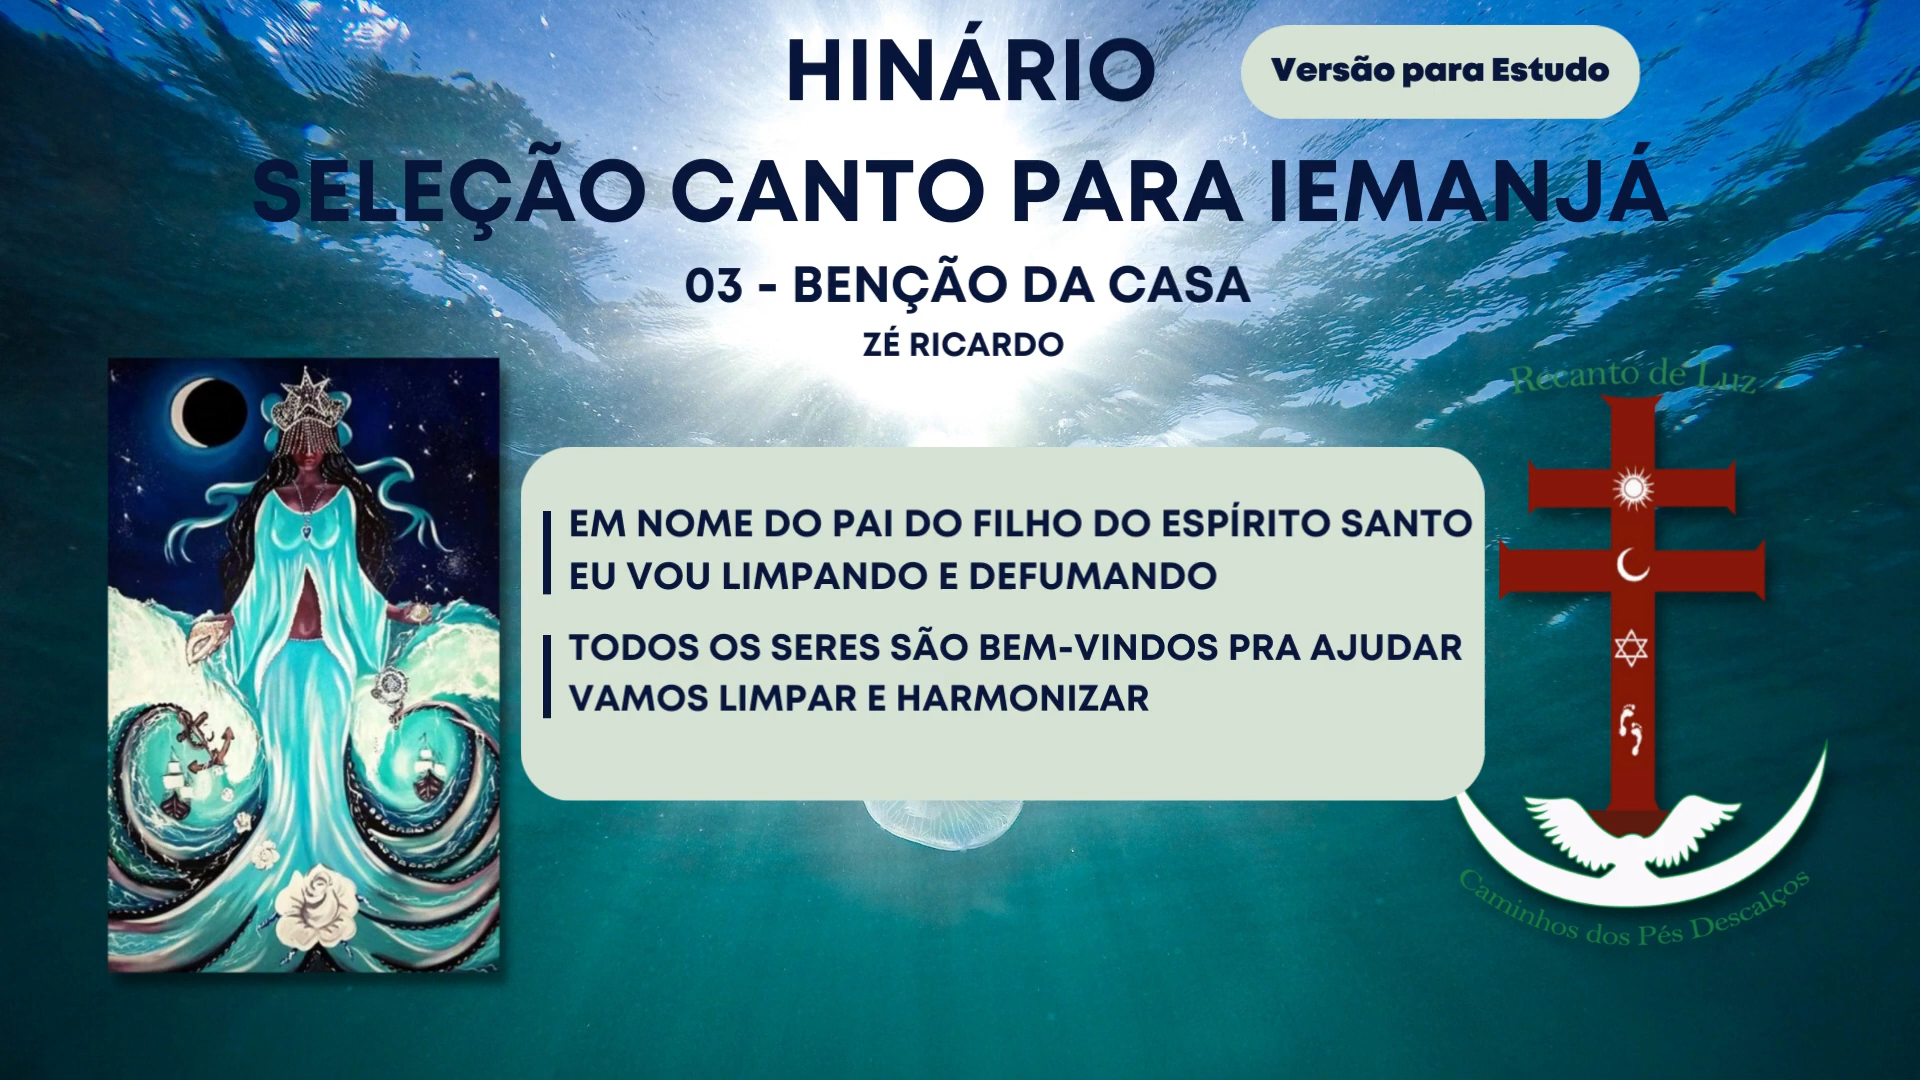 HINÁRIO
Versão para Estudo
SELEÇÃO CANTO PARA IEMANJÁ
03 - BENÇÃO DA CASA
ZÉ RICARDO
Recanto de Luz
EM NOME DO PAI DO FILHO DO ESPÍRITO SANTO
EU VOU LIMPANDO E DEFUMANDO
TODOS OS SERES SÃO BEM-VINDOS PRA AJUDAR
VAMOS LIMPAR E HARMONIZAR
Caminhos dos Pés Descalços